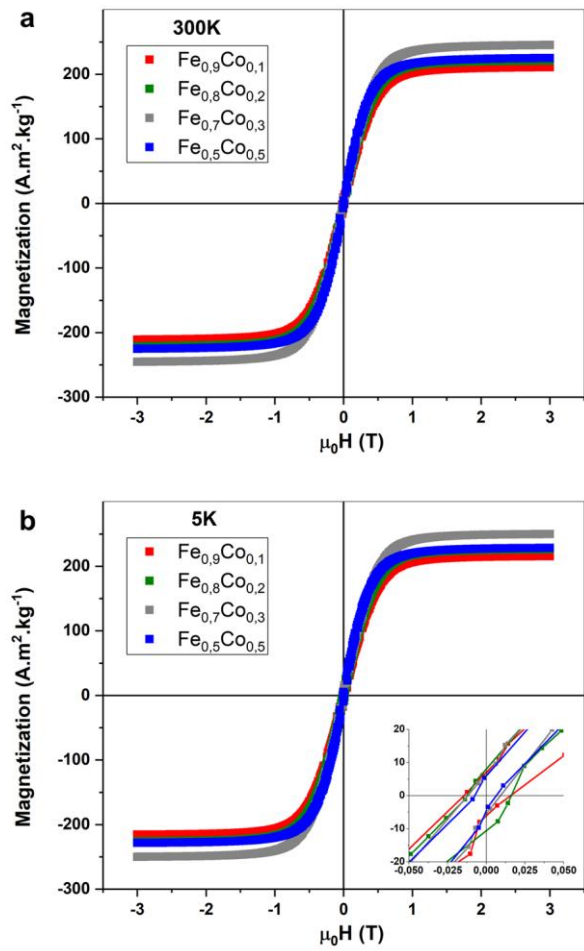 a
300K
Fe0,9Co0,1
Fe0,8Co0,2
Fe0,7Co0,3
Fe0,5Co0,5
Magnetization (A.m².kg⁻¹)
200
100
0
-100
-200
-300
-3 -2 -1 0 1 2 3
μ₀H (T)
b
5K
Fe0,9Co0,1
Fe0,8Co0,2
Fe0,7Co0,3
Fe0,5Co0,5
Magnetization (A.m².kg⁻¹)
200
100
0
-100
-200
-300
20
10
0
-10
-20
-0,050 -0,025 0,000 0,025 0,050
-3 -2 -1 0 1 2 3
μ₀H (T)